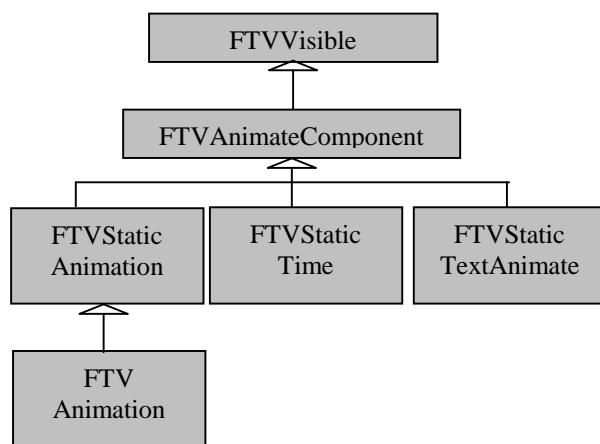 FTVVisible
FTVAnimateComponent
FTVStatic
Animation
FTVStatic
Time
FTVStatic
TextAnimate
FTV
Animation